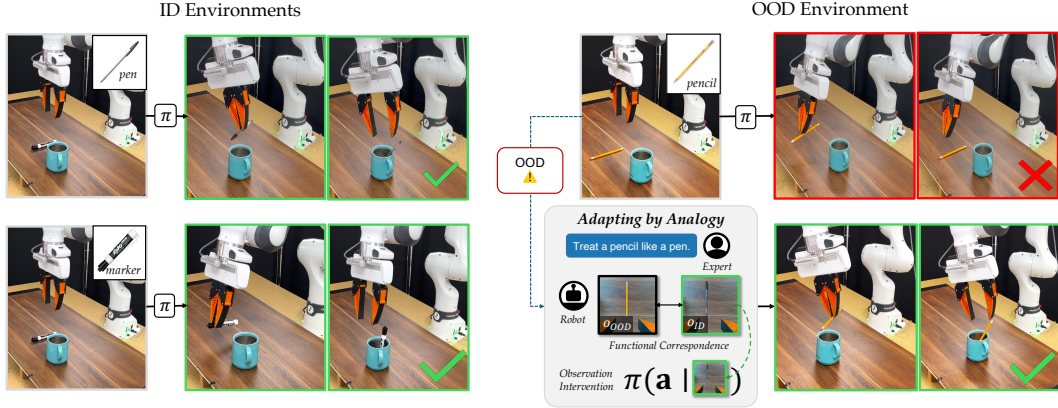 ID Environments
OOD Environment
pen
π
pencil
π
OOD
marker
EXPO
π
Adapting by Analogy
Treat a pencil like a pen.
Expert
Robot
O_OOD
O_ID
Functional Correspondence
Observation
Intervention
π(a | )